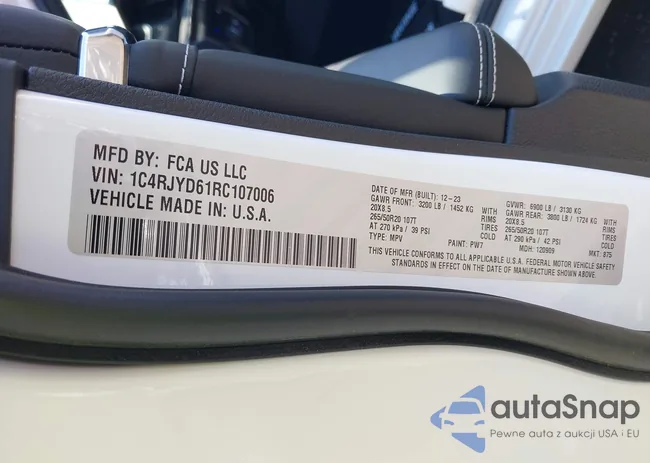 MFD BY: FCA US LLC
VIN: 1C4RJYD61RC107006
VEHICLE MADE IN: U.S.A.
DATE OF MFR (BUILT): 12-23
GAWR FRONT: 3200 LB / 1452 KG WITH
20X8.5 RIMS
265/50R20 107T TIRES
AT 270 kPa / 39 PSI COLD
TYPE: MPV PAINT: PW7
GVWR: 6900 LB / 3130 KG
GAWR REAR: 3800 LB / 1724 KG WITH
20X8.5 RIMS
265/50R20 107T TIRES
AT 290 kPa / 42 PSI COLD
MDH: 120909 MKT: 875
THIS VEHICLE CONFORMS TO ALL APPLICABLE U.S.A. FEDERAL MOTOR VEHICLE SAFETY
STANDARDS IN EFFECT ON THE DATE OF MANUFACTURE SHOWN ABOVE.
autaSnap
Pewne auta z aukcji USA i EU